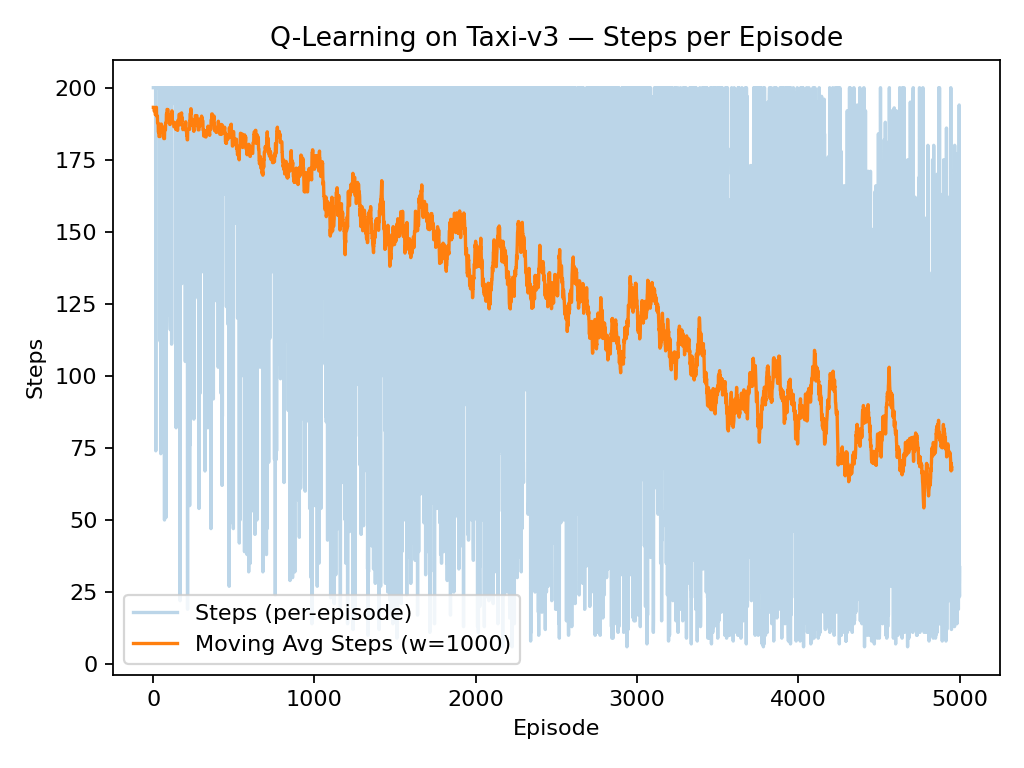 Q-Learning on Taxi-v3 — Steps per Episode
200
175
150
125
100
75
50
25
0
Steps
Steps (per-episode)
Moving Avg Steps (w=1000)
0 1000 2000 3000 4000 5000
Episode